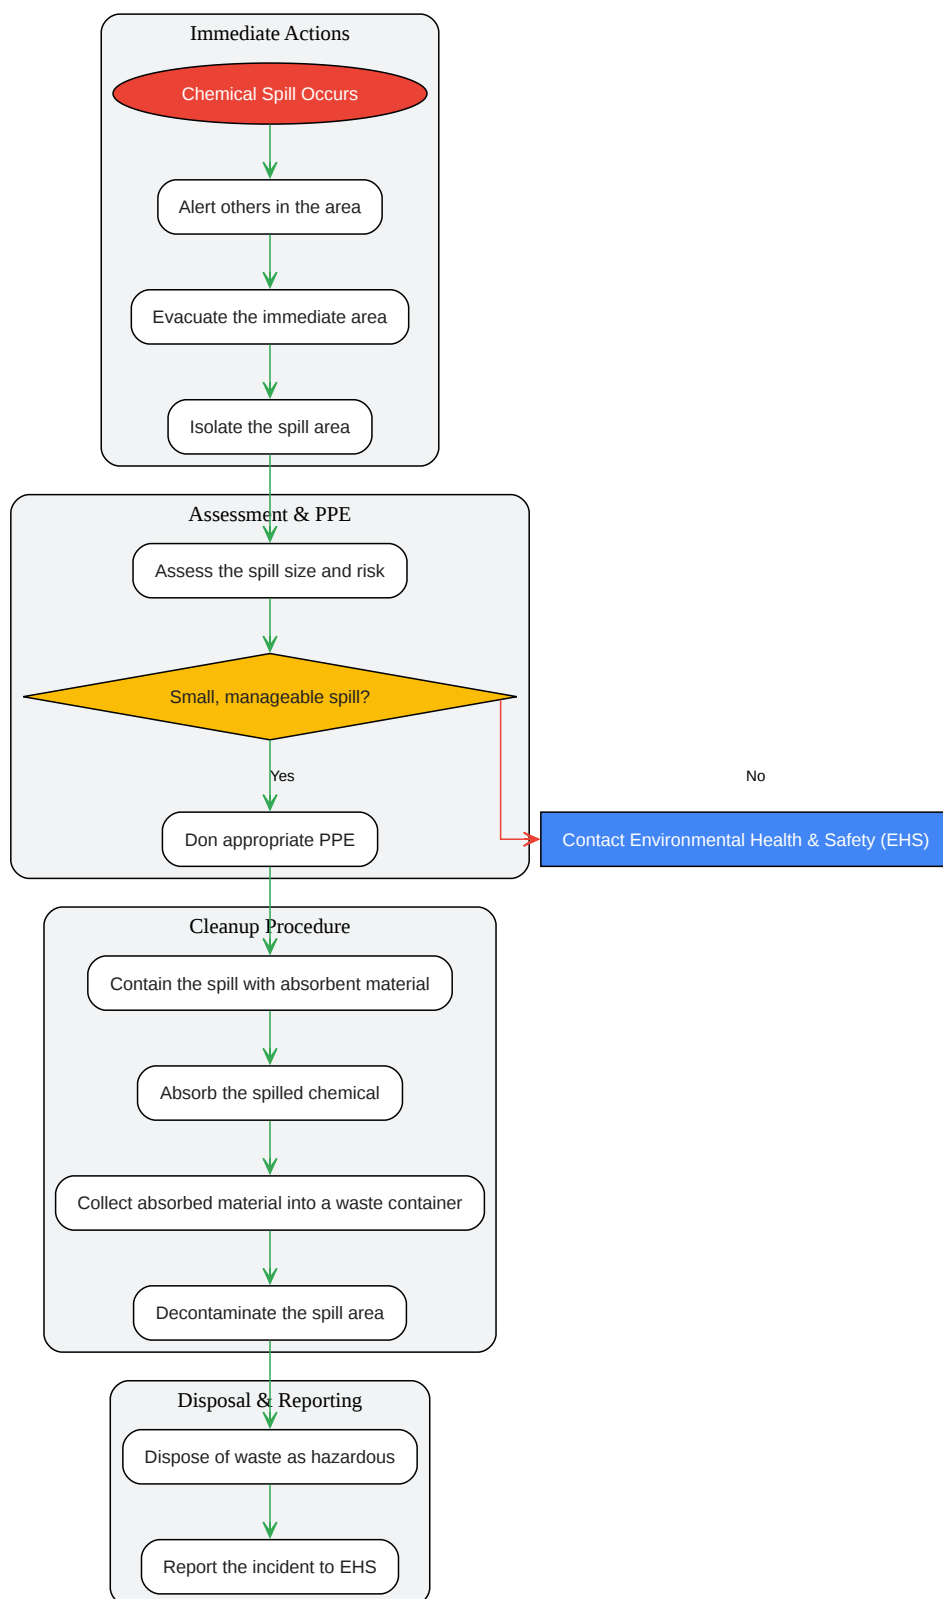 Immediate Actions
Chemical Spill Occurs
Alert others in the area
Evacuate the immediate area
Isolate the spill area
Assessment & PPE
Assess the spill size and risk
Small, manageable spill?
Yes
No
Don appropriate PPE
Contact Environmental Health & Safety (EHS)
Cleanup Procedure
Contain the spill with absorbent material
Absorb the spilled chemical
Collect absorbed material into a waste container
Decontaminate the spill area
Disposal & Reporting
Dispose of waste as hazardous
Report the incident to EHS